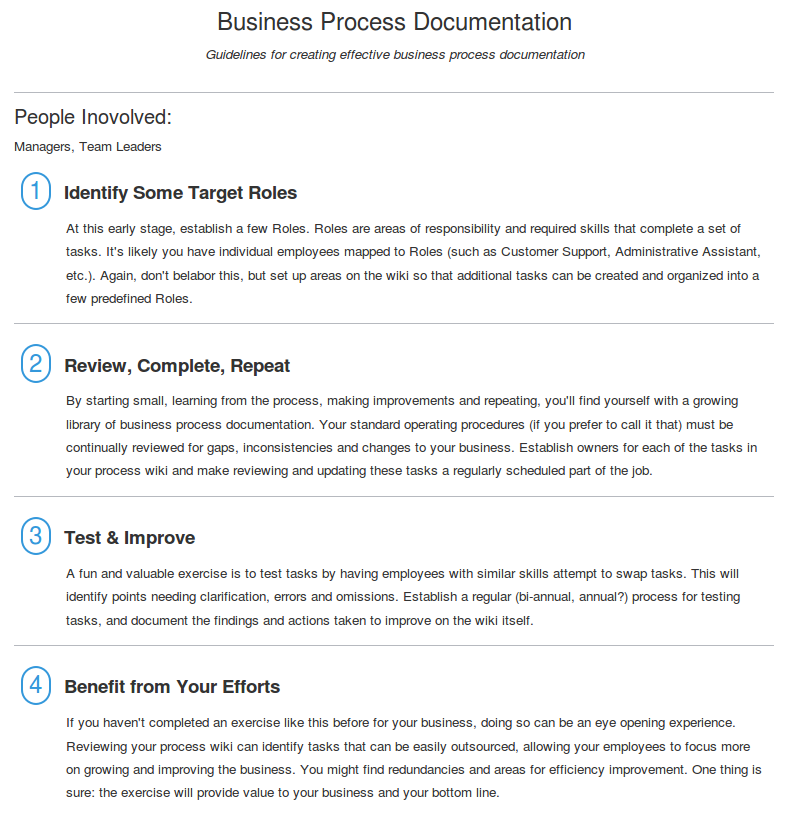 Business Process Documentation
Guidelines for creating effective business process documentation
People Inovolved:
Managers, Team Leaders
1 Identify Some Target Roles
At this early stage, establish a few Roles. Roles are areas of responsibility and required skills that complete a set of
tasks. It's likely you have individual employees mapped to Roles (such as Customer Support, Administrative Assistant,
etc.). Again, don't belabor this, but set up areas on the wiki so that additional tasks can be created and organized into a
few predefined Roles.
2 Review, Complete, Repeat
By starting small, learning from the process, making improvements and repeating, you'll find yourself with a growing
library of business process documentation. Your standard operating procedures (if you prefer to call it that) must be
continually reviewed for gaps, inconsistencies and changes to your business. Establish owners for each of the tasks in
your process wiki and make reviewing and updating these tasks a regularly scheduled part of the job.
3 Test & Improve
A fun and valuable exercise is to test tasks by having employees with similar skills attempt to swap tasks. This will
identify points needing clarification, errors and omissions. Establish a regular (bi-annual, annual?) process for testing
tasks, and document the findings and actions taken to improve on the wiki itself.
4 Benefit from Your Efforts
If you haven't completed an exercise like this before for your business, doing so can be an eye opening experience.
Reviewing your process wiki can identify tasks that can be easily outsourced, allowing your employees to focus more
on growing and improving the business. You might find redundancies and areas for efficiency improvement. One thing is
sure: the exercise will provide value to your business and your bottom line.